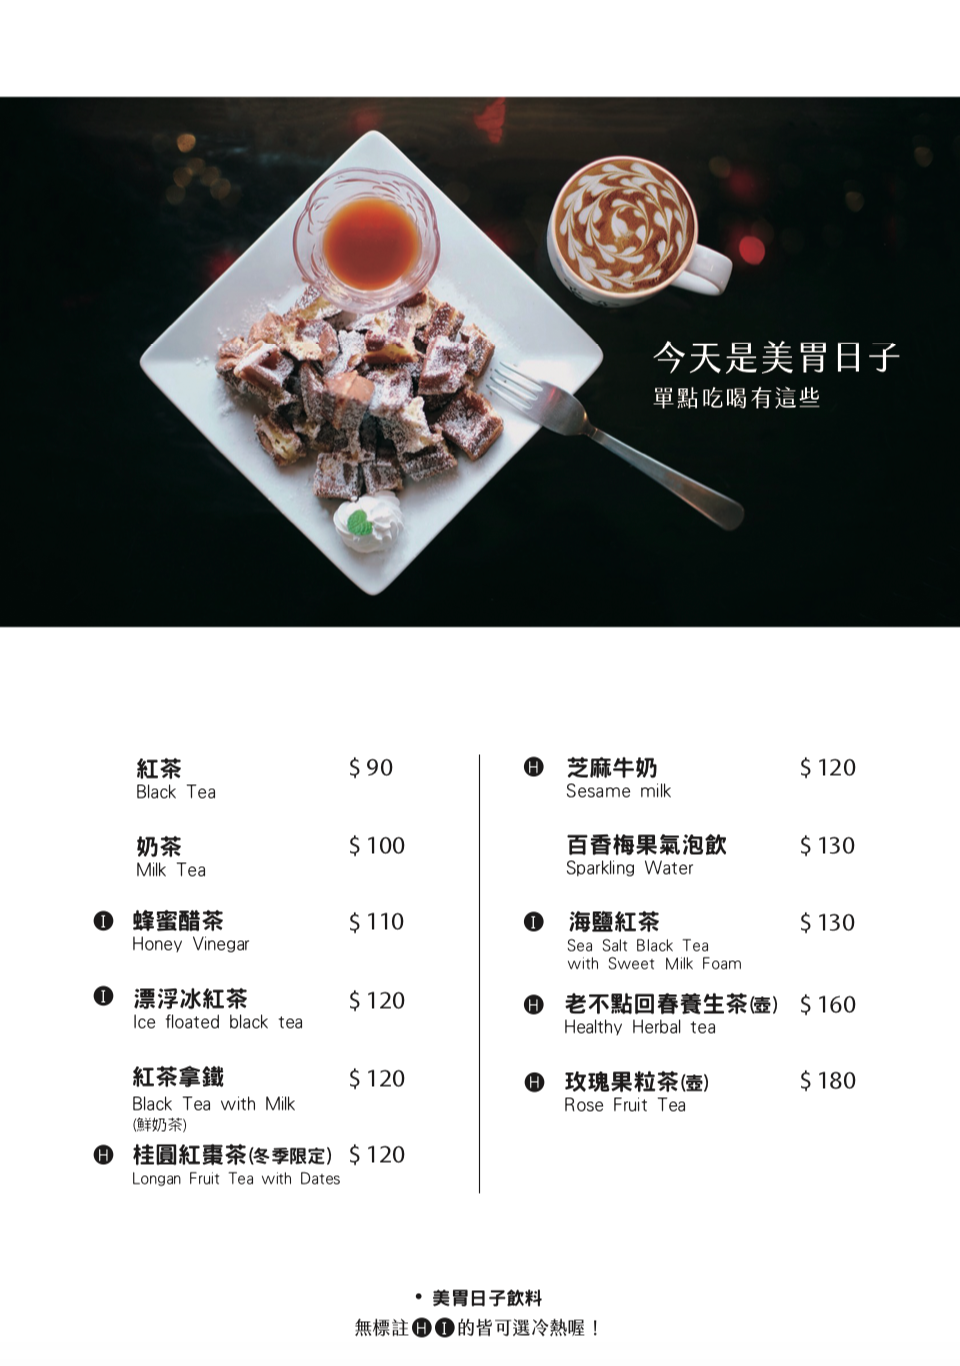 今天是美胃日子
單點吃喝有這些
紅茶 $ 90
Black Tea
奶茶 $ 100
Milk Tea
I 蜂蜜醋茶 $ 110
Honey Vinegar
I 漂浮冰紅茶 $ 120
Ice floated black tea
紅茶拿鐵 $ 120
Black Tea with Milk
(鮮奶茶)
H 桂圓紅棗茶(冬季限定) $ 120
Longan Fruit Tea with Dates
H 芝麻牛奶 $ 120
Sesame milk
百香梅果氣泡飲 $ 130
Sparkling Water
I 海鹽紅茶 $ 130
Sea Salt Black Tea
with Sweet Milk Foam
H 老不點回春養生茶(壺) $ 160
Healthy Herbal tea
H 玫瑰果粒茶(壺) $ 180
Rose Fruit Tea
• 美胃日子飲料
無標註 H I 的皆可選冷熱喔！